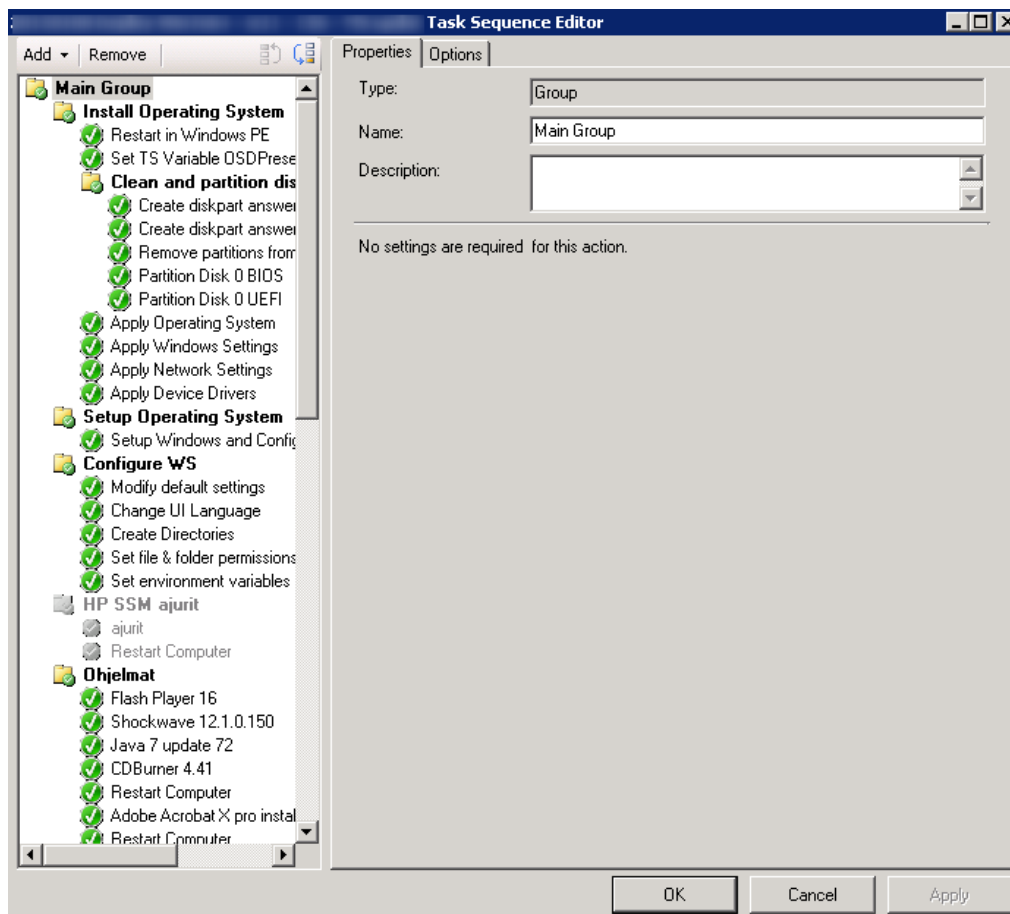 Task Sequence Editor
Add Remove
Properties Options
Main Group
Install Operating System
Restart in Windows PE
Set TS Variable OSDPrese
Clean and partition dis
Create diskpart answer
Create diskpart answer
Remove partitions from
Partition Disk 0 BIOS
Partition Disk 0 UEFI
Apply Operating System
Apply Windows Settings
Apply Network Settings
Apply Device Drivers
Setup Operating System
Setup Windows and Config
Configure WS
Modify default settings
Change UI Language
Create Directories
Set file & folder permissions
Set environment variables
HP SSM ajurit
ajurit
Restart Computer
Ohjelmat
Flash Player 16
Shockwave 12.1.0.150
Java 7 update 72
CDBurner 4.41
Restart Computer
Adobe Acrobat X pro instal
Restart Computer
Type: Group
Name: Main Group
Description:
No settings are required for this action.
OK Cancel Apply